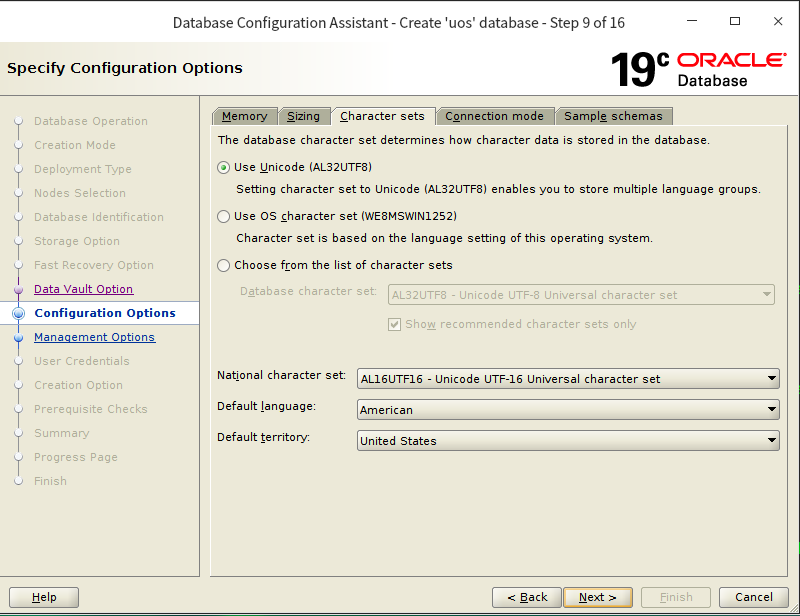 Database Configuration Assistant - Create 'uos' database - Step 9 of 16
Specify Configuration Options
19c ORACLE Database
Database Operation
Creation Mode
Deployment Type
Nodes Selection
Database Identification
Storage Option
Fast Recovery Option
Data Vault Option
Configuration Options
Management Options
User Credentials
Creation Option
Prerequisite Checks
Summary
Progress Page
Finish
Memory Sizing Character sets Connection mode Sample schemas
The database character set determines how character data is stored in the database.
Use Unicode (AL32UTF8)
Setting character set to Unicode (AL32UTF8) enables you to store multiple language groups.
Use OS character set (WE8MSWIN1252)
Character set is based on the language setting of this operating system.
Choose from the list of character sets
Database character set: AL32UTF8 - Unicode UTF-8 Universal character set
Show recommended character sets only
National character set: AL16UTF16 - Unicode UTF-16 Universal character set
Default language: American
Default territory: United States
Help < Back Next > Finish Cancel